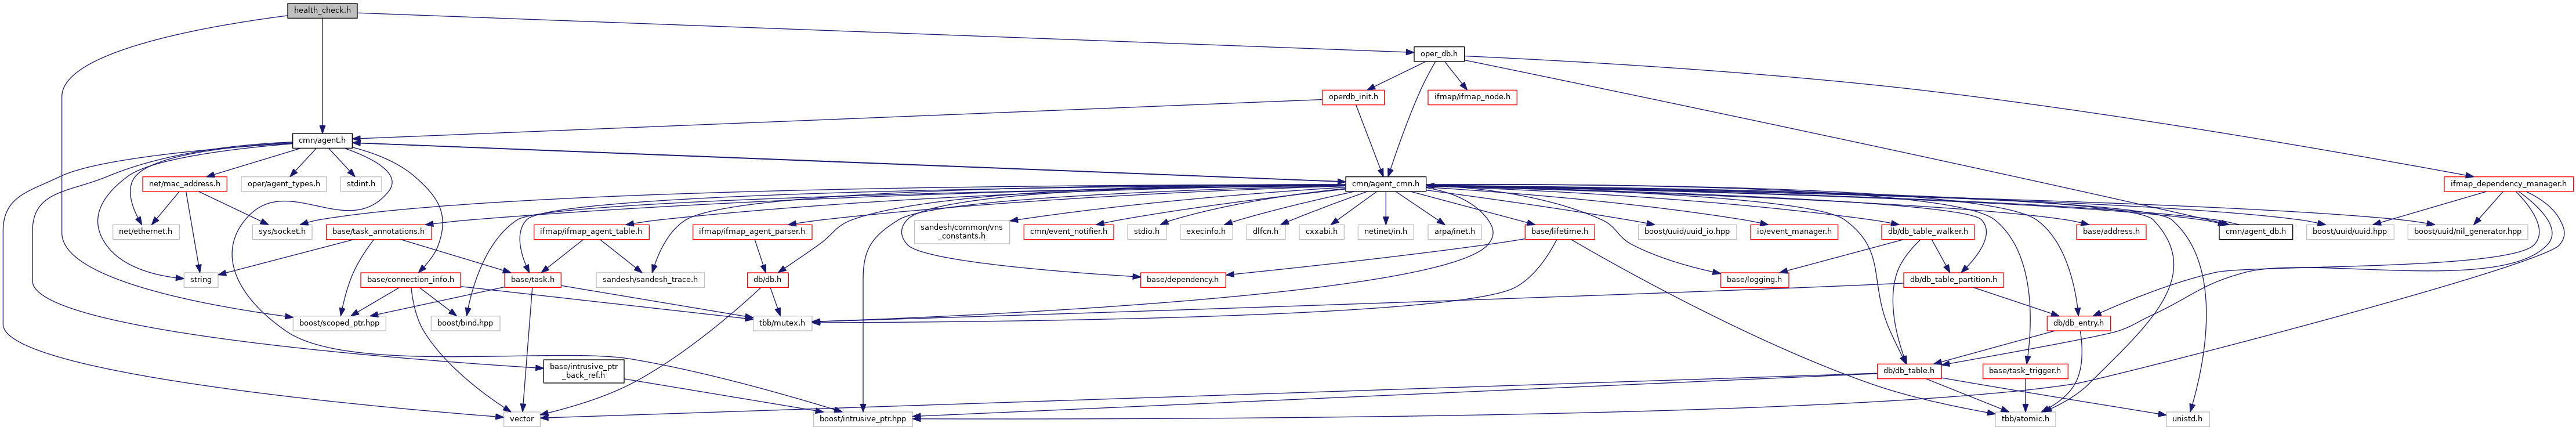 health_check.h
oper_db.h
operdb_init.h
ifmap/ifmap_node.h
cmn/agent.h
net/mac_address.h
oper/agent_types.h
stdint.h
cmn/agent_cmn.h
ifmap_dependency_manager.h
net/ethernet.h
sys/socket.h
base/task_annotations.h
ifmap/ifmap_agent_table.h
ifmap/ifmap_agent_parser.h
sandesh/common/vns
_constants.h
cmn/event_notifier.h
stdio.h
execinfo.h
dlfcn.h
cxxabi.h
netinet/in.h
arpa/inet.h
base/lifetime.h
boost/uuid/uuid_io.hpp
io/event_manager.h
db/db_table_walker.h
base/address.h
cmn/agent_db.h
boost/uuid/uuid.hpp
boost/uuid/nil_generator.hpp
string
base/connection_info.h
base/task.h
sandesh/sandesh_trace.h
db/db.h
base/dependency.h
base/logging.h
db/db_table_partition.h
boost/scoped_ptr.hpp
boost/bind.hpp
tbb/mutex.h
db/db_entry.h
base/intrusive_ptr
_back_ref.h
db/db_table.h
base/task_trigger.h
vector
boost/intrusive_ptr.hpp
tbb/atomic.h
unistd.h